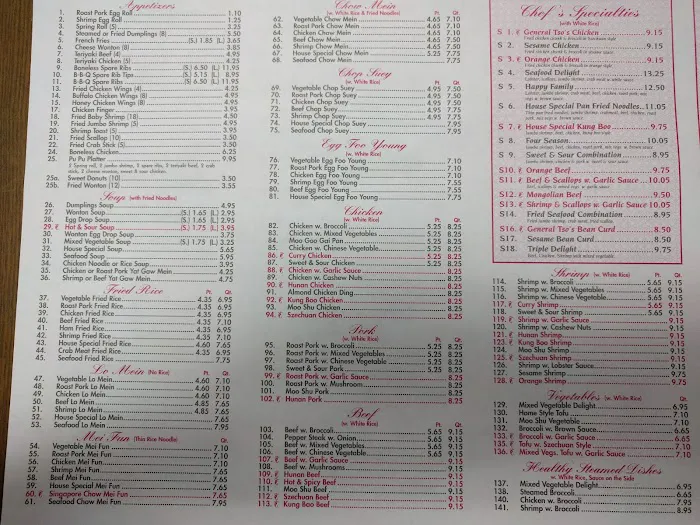 Appetizers
1. Roast Pork Egg Roll 1.10
2. Shrimp Egg Roll 1.25
3. Spring Roll (2) 2.25
4. Steamed or Fried Dumplings (8) 5.50
5. French Fries (S.) 1.85 (L.) 3.65
6. Cheese Wonton (8) 3.85
7. Teriyaki Beef (4) 4.95
8. Teriyaki Chicken (5) 4.25
9. Boneless Spare Ribs (S.) 6.50 (L.) 11.95
10. B-B-Q Spare Rib Tips (S.) 5.15 (L.) 8.95
11. B-B-Q Spare Ribs (S.) 6.50 (L.) 11.95
13. Fried Chicken Wings (4) 4.25
14. Buffalo Chicken Wings (8) 4.95
15. Honey Chicken Wings (8) 4.95
17. Chicken Finger 3.95
18. Fried Baby Shrimp (18) 4.50
19. Fried Jumbo Shrimp (5) 4.95
20. Shrimp Toast (5) 3.95
21. Fried Scallop (10) 3.50
22. Fried Crab Stick (5) 3.50
24. Boneless Chicken 6.25
25. Pu Pu Platter 9.95
25a. Sweet Donuts (10) 3.50
25b. Fried Wonton (12) 3.55
Soup (with Fried Noodles)
26. Dumplings Soup 4.95
27. Wonton Soup (S.) 1.65 (L.) 2.95
28. Egg Drop Soup (S.) 1.65 (L.) 2.95
29. Hot & Sour Soup (S.) 1.75 (L.) 3.95
30. Wonton Egg Drop Soup 3.75
31. Mixed Vegetable Soup (S.) 1.75 (L.) 3.25
32. House Special Soup 5.65
33. Seafood Soup 5.95
34. Chicken Noodle or Rice Soup 3.95
35. Chicken or Roast Pork Yat Gaw Mein 4.25
36. Shrimp or Beef Yat Gaw Mein 4.75
Fried Rice Pt. Qt.
37. Vegetable Fried Rice 4.35 6.95
38. Roast Pork Fried Rice 4.35 6.95
39. Chicken Fried Rice 4.35 6.95
40. Beef Fried Rice 4.35 7.10
41. Ham Fried Rice 4.35 6.95
42. Shrimp Fried Rice 4.35 7.10
43. House Special Fried Rice 4.60 7.65
44. Crab Meat Fried Rice 4.35 6.95
45. Seafood Fried Rice 7.75
Lo Mein (No Rice) Pt. Qt.
47. Vegetable Lo Mein 4.60 7.10
48. Roast Pork Lo Mein 4.60 7.10
49. Chicken Lo Mein 4.60 7.10
50. Beef Lo Mein 4.85 7.65
51. Shrimp Lo Mein 4.85 7.65
52. House Special Lo Mein 7.65
53. Seafood Lo Mein 7.95
Mei Fun (Thin Rice Noodle) Qt.
54. Vegetable Mei Fun 7.10
55. Roast Pork Mei Fun 7.10
56. Chicken Mei Fun 7.10
57. Shrimp Mei Fun 7.65
58. Beef Mei Fun 7.65
59. House Special Mei Fun 7.65
60. Singapore Chow Mei Fun 7.65
61. Seafood Chow Mei Fun 7.95
Chow Mein
(w. White Rice & Fried Noodles) Pt. Qt.
62. Vegetable Chow Mein 4.65 7.10
63. Roast Pork Chow Mein 4.65 7.10
64. Chicken Chow Mein 4.65 7.10
65. Beef Chow Mein 4.65 7.50
66. Shrimp Chow Mein 4.65 7.50
67. House Special Chow Mein 5.25 7.75
68. Seafood Chow Mein 7.75
Chop Suey
(w. White Rice) Pt. Qt.
69. Vegetable Chop Suey 4.95 7.50
70. Roast Pork Chop Suey 4.95 7.50
71. Chicken Chop Suey 4.95 7.50
72. Beef Chop Suey 4.95 7.50
73. Shrimp Chop Suey 4.95 7.50
74. House Special Chop Suey 7.95
75. Seafood Chop Suey 7.95
Egg Foo Young
(w. White Rice) Qt.
76. Vegetable Egg Foo Young 7.10
77. Roast Pork Egg Foo Young 7.10
78. Chicken Egg Foo Young 7.10
79. Shrimp Egg Foo Young 7.55
80. Beef Egg Foo Young 7.55
81. House Special Egg Foo Young 7.55
Chicken
(w. White Rice) Pt. Qt.
82. Chicken w. Broccoli 5.25 8.25
83. Chicken w. Mixed Vegetables 5.25 8.25
84. Moo Goo Gai Pan 5.25 8.25
85. Chicken w. Chinese Vegetable 5.25 8.25
86. Curry Chicken 5.25 8.25
87. Sweet & Sour Chicken 5.25 8.25
88. Chicken w. Garlic Sauce 8.25
89. Chicken w. Cashew Nuts 8.25
90. Hunan Chicken 8.25
91. Almond Chicken Ding 8.25
92. Kung Bao Chicken 8.25
93. Moo Shu Chicken 8.25
94. Szechuan Chicken 8.25
Pork
(w. White Rice) Pt. Qt.
95. Roast Pork w. Broccoli 5.25 8.25
96. Roast Pork w. Mixed Vegetables 5.25 8.25
97. Roast Pork w. Chinese Vegetable 5.25 8.25
98. Sweet & Sour Pork 5.25 8.25
99. Roast Pork w. Garlic Sauce 8.25
100. Roast Pork w. Mushroom 8.25
101. Moo Shu Pork 8.25
102. Hunan Pork 8.25
Beef
(w. White Rice) Pt. Qt.
103. Beef w. Broccoli 5.65 9.15
104. Pepper Steak w. Onion 5.65 9.15
105. Beef w. Mixed Vegetables 5.65 9.15
106. Beef w. Chinese Vegetable 5.65 9.15
107. Beef w. Garlic Sauce 9.15
108. Beef w. Mushrooms 9.15
109. Hunan Beef 9.15
110. Hot & Spicy Beef 9.15
111. Moo Shu Beef 9.15
112. Szechuan Beef 9.15
113. Kung Bao Beef 9.15
Chef's Specialties
(with White Rice)
S 1. General Tso's Chicken 9.15
S 2. Sesame Chicken 9.15
S 3. Orange Chicken 9.15
S 4. Seafood Delight 13.25
S 5. Happy Family 12.50
S 6. House Special Pan Fried Noodles 11.05
S 7. House Special Kung Boo 9.75
S 8. Four Season 10.15
S 9. Sweet & Sour Combination 8.95
S10. Orange Beef 9.75
S11. Beef & Scallops w. Garlic Sauce 10.05
S12. Mongolian Beef 9.50
S13. Shrimp & Scallops w. Garlic Sauce 10.05
S14. Fried Seafood Combination 8.95
S16. General Tso's Bean Curd 8.50
S17. Sesame Bean Curd 8.50
S18. Triple Delight 9.75
Shrimp (w. White Rice) Pt. Qt.
114. Shrimp w. Broccoli 5.65 9.15
115. Shrimp w. Mixed Vegetables 5.65 9.15
116. Shrimp w. Chinese Vegetable 5.65 9.15
117. Curry Shrimp 5.65 9.15
118. Sweet & Sour Shrimp 5.65 9.15
119. Shrimp w. Garlic Sauce 9.15
120. Shrimp w. Cashew Nuts 9.15
121. Hunan Shrimp 9.15
123. Kung Bao Shrimp 9.15
124. Moo Shu Shrimp 9.15
125. Szechuan Shrimp 9.15
126. Shrimp w. Lobster Sauce 9.15
127. Sesame Shrimp 9.15
128. Orange Shrimp 9.15
Vegetables (w. White Rice)
129. Mixed Vegetable Delight 6.95
130. Home Style Tofu 7.10
131. Moo Shu Vegetable 7.10
132. Broccoli w. Brown Sauce 6.65
133. Broccoli w. Garlic Sauce 6.65
135. Tofu w. Szechuan Style 7.10
136. Mixed Vegs. Tofu w. Garlic Sauce 7.10
Healthy Steamed Dishes
w. White Rice, Sauce on the Side
137. Mixed Vegetable Delight 6.95
138. Steamed Broccoli 6.65
140. Chicken w. Broccoli 7.95
141. Shrimp w. Broccoli 8.95